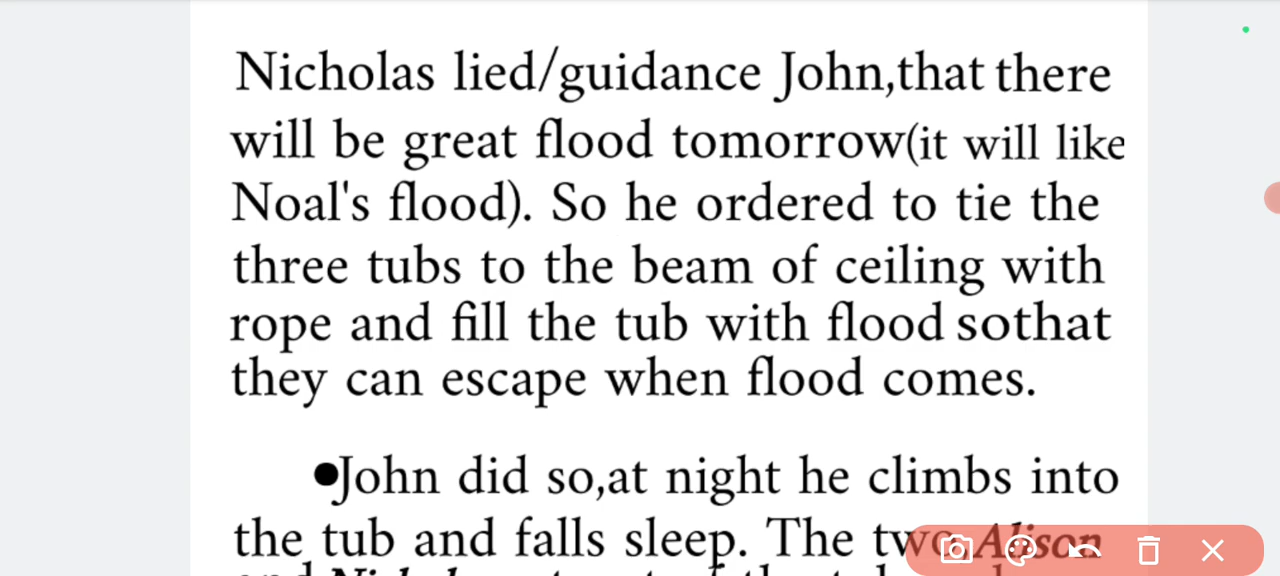 Nicholas lied/guidance John,that there
will be great flood tomorrow(it will like
Noal's flood). So he ordered to tie the
three tubs to the beam of ceiling with
rope and fill the tub with flood sothat
they can escape when flood comes.
●John did so,at night he climbs into
the tub and falls sleep. The two Alison